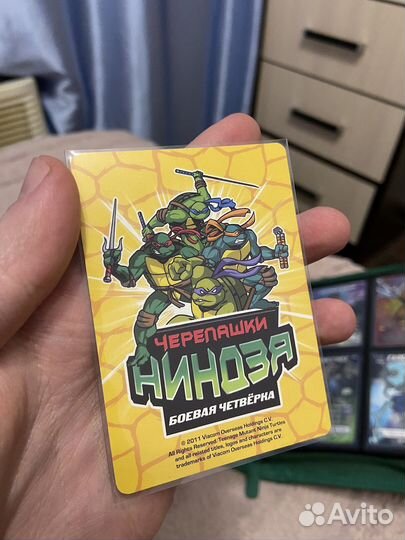 ЧЕРЕПАШКИ
НИНДЗЯ
БОЕВАЯ ЧЕТВЁРКА
© 2011 Viacom Overseas Holdings C.V.
All Rights Reserved. Teenage Mutant Ninja Turtles
and all related titles, logos and characters are
trademarks of Viacom Overseas Holdings C.V.
Avito